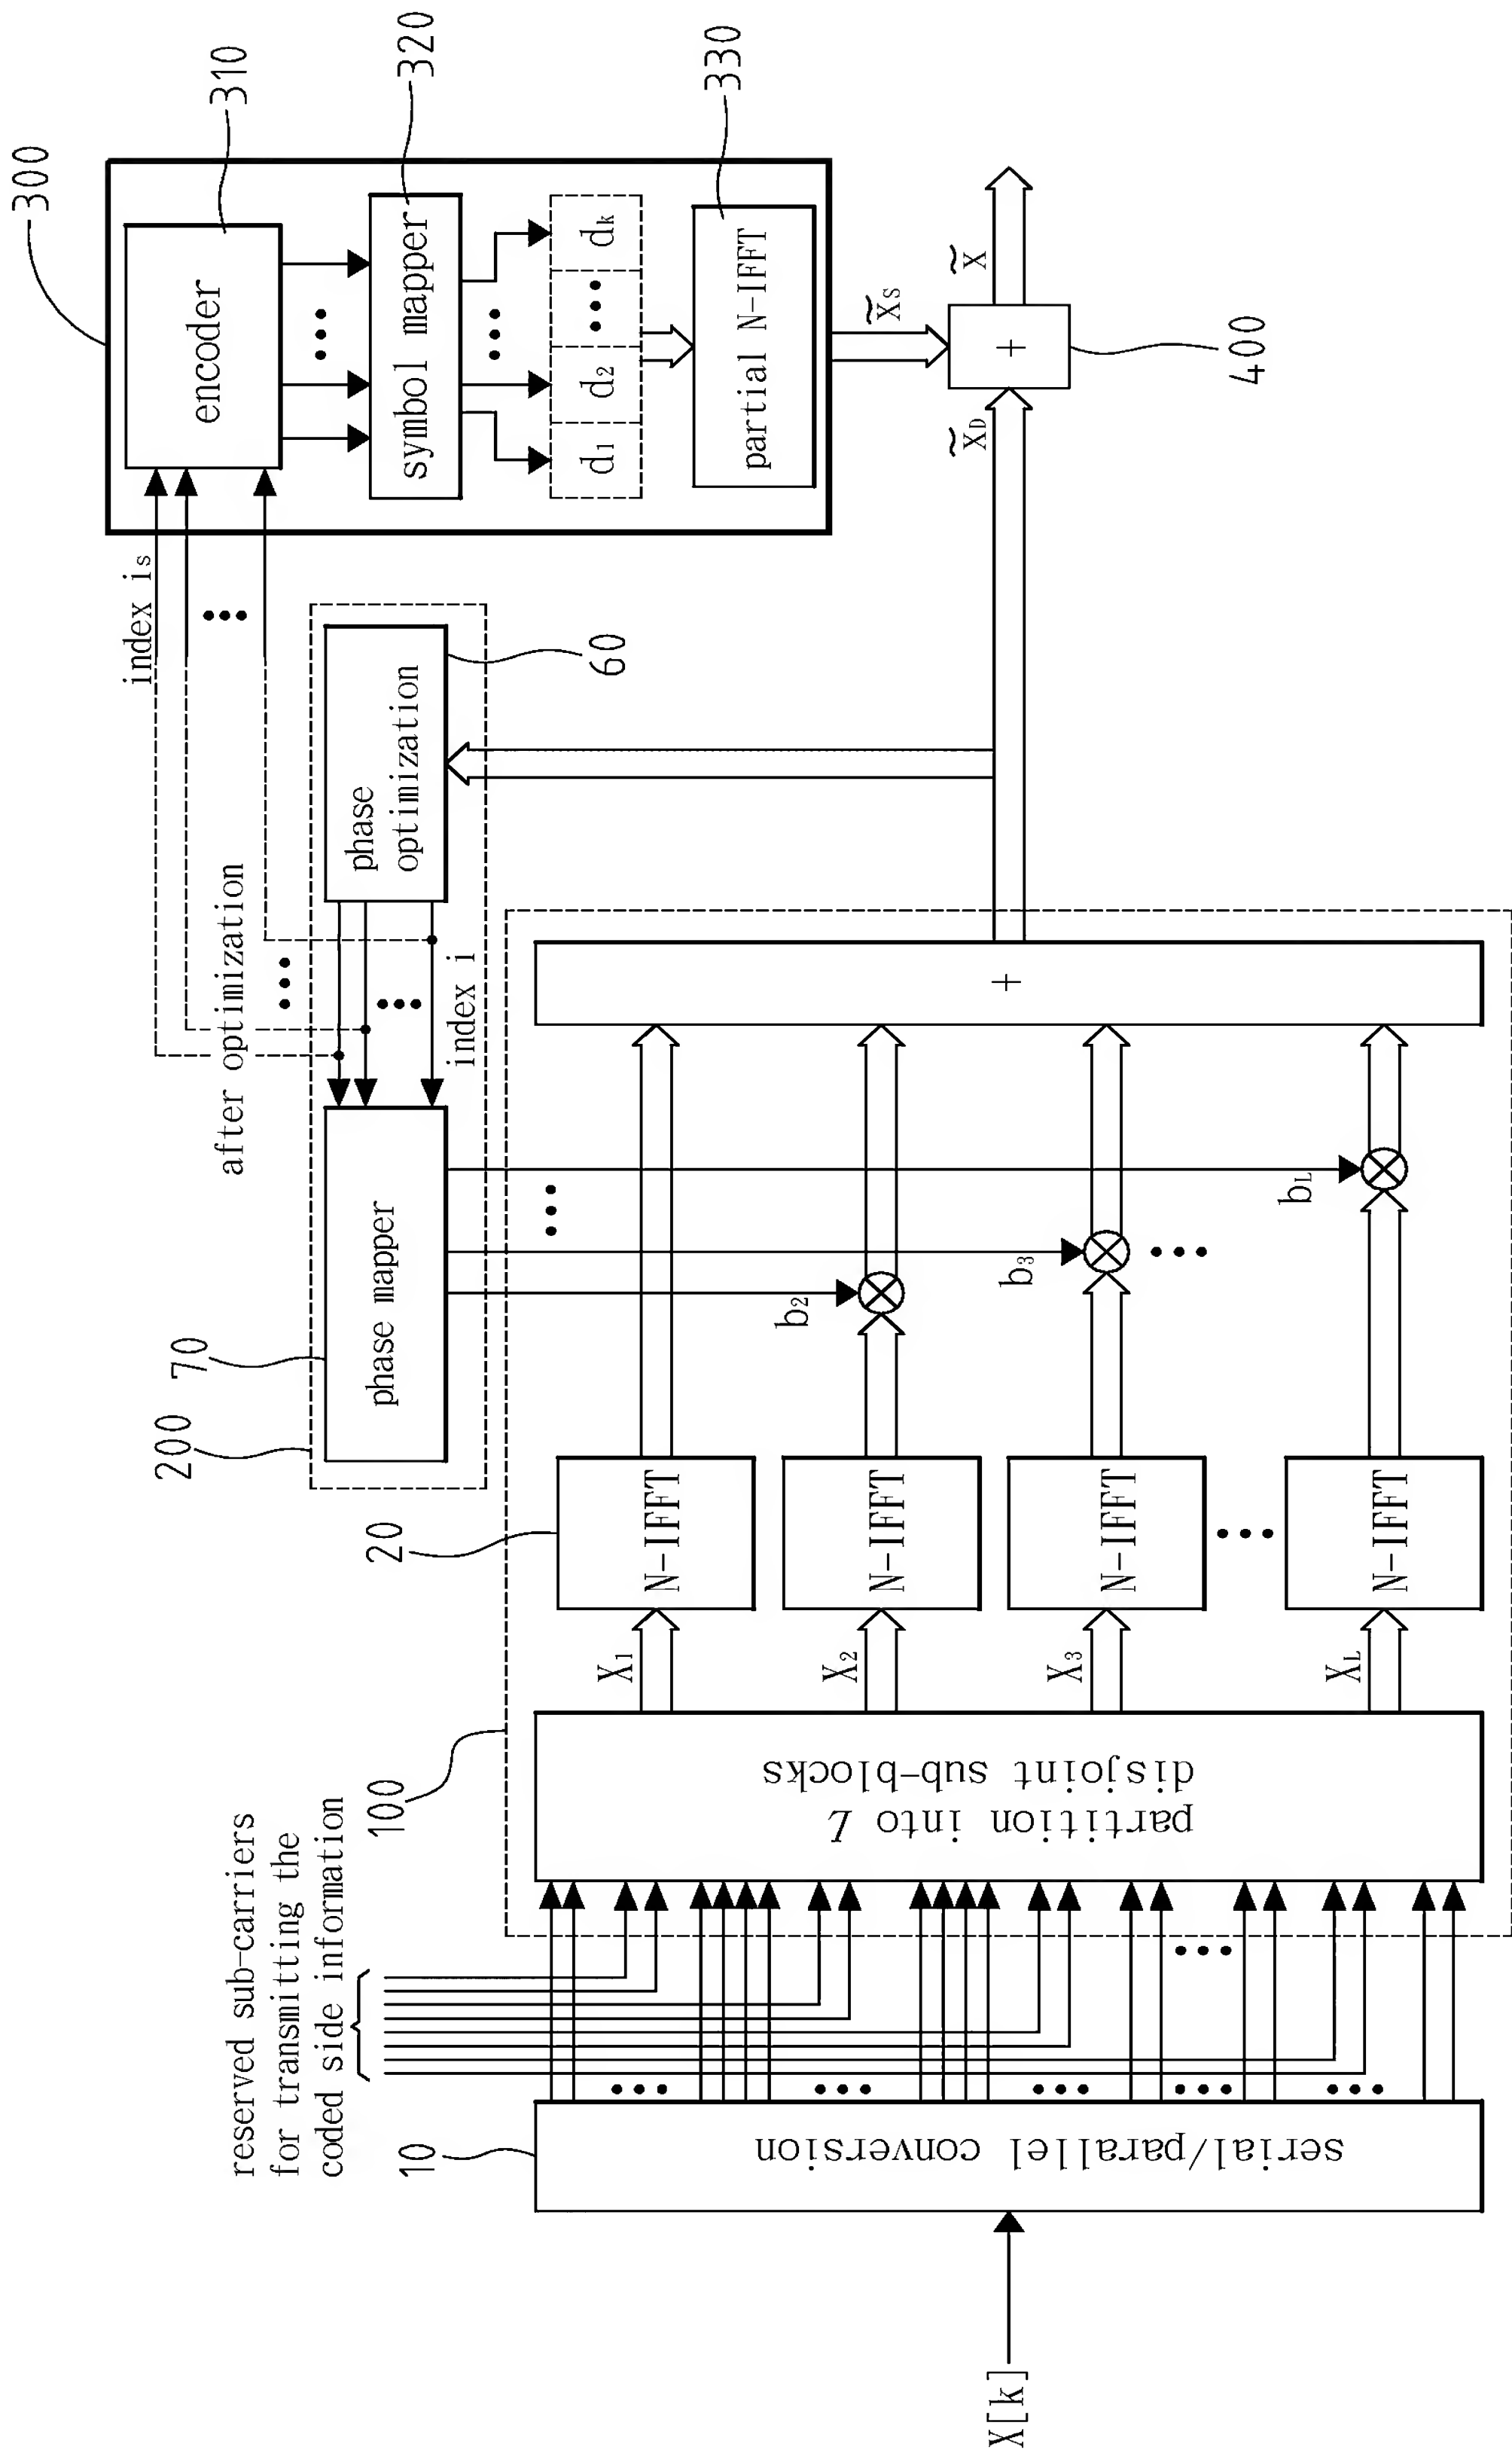 X[k]
10
serial/parallel conversion
reserved sub-carriers
for transmitting the
coded side information
100
partition into L
disjoint sub-blocks
X1
X2
X3
XL
20
N-IFFT
N-IFFT
N-IFFT
N-IFFT
200
70
phase mapper
b2
b3
bL
after optimization
index i
phase
optimization
60
index is
+
300
310
encoder
320
symbol mapper
d1
d2
dk
330
partial N-IFFT
x̃S
x̃D
+
400
x̃